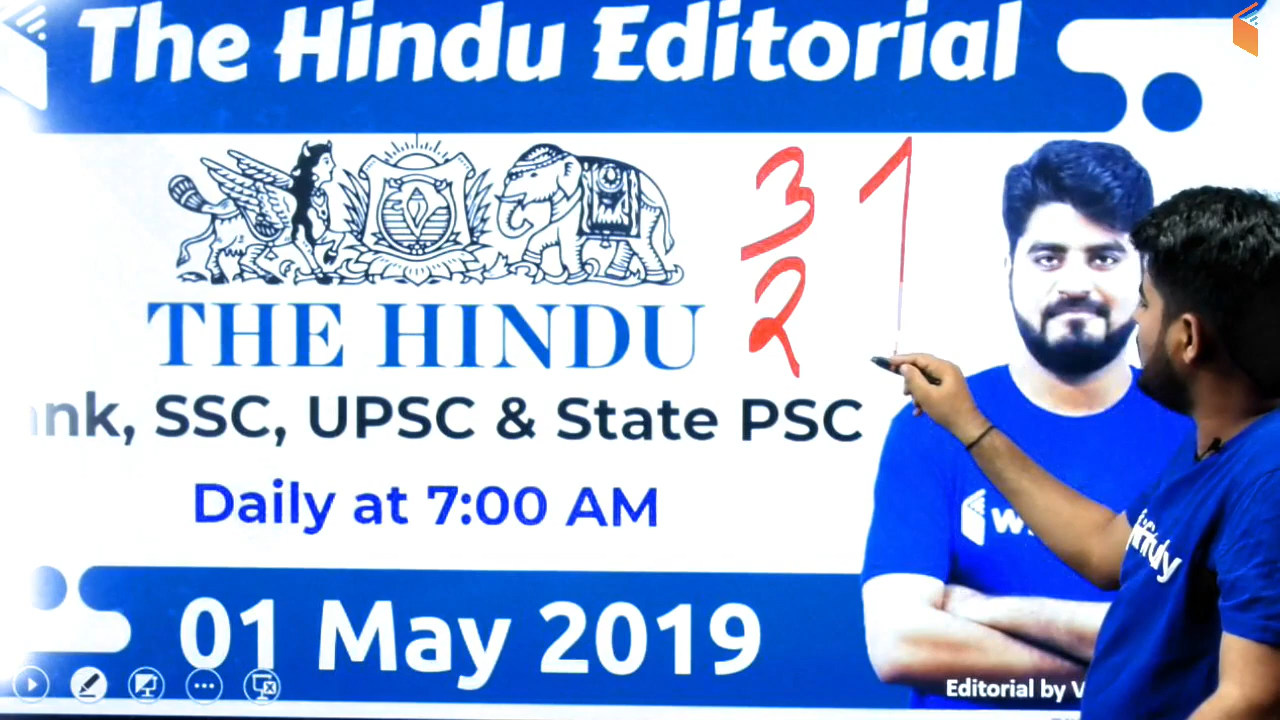 The Hindu Editorial
3 1
2
THE HINDU
nk, SSC, UPSC & State PSC
Daily at 7:00 AM
01 May 2019
Editorial by V